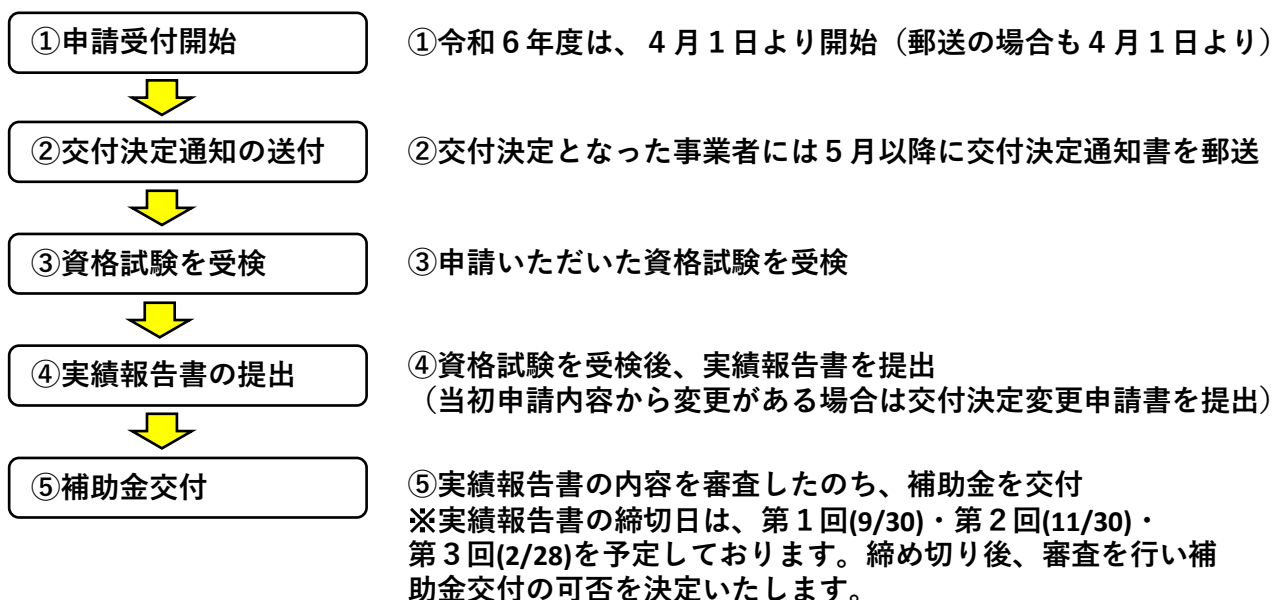 ①申請受付開始
①令和６年度は、４月１日より開始（郵送の場合も４月１日より）
②交付決定通知の送付
②交付決定となった事業者には５月以降に交付決定通知書を郵送
③資格試験を受検
③申請いただいた資格試験を受検
④実績報告書の提出
④資格試験を受検後、実績報告書を提出
（当初申請内容から変更がある場合は交付決定変更申請書を提出）
⑤補助金交付
⑤実績報告書の内容を審査したのち、補助金を交付
※実績報告書の締切日は、第１回(9/30)・第２回(11/30)・
第３回(2/28)を予定しております。締め切り後、審査を行い補
助金交付の可否を決定いたします。